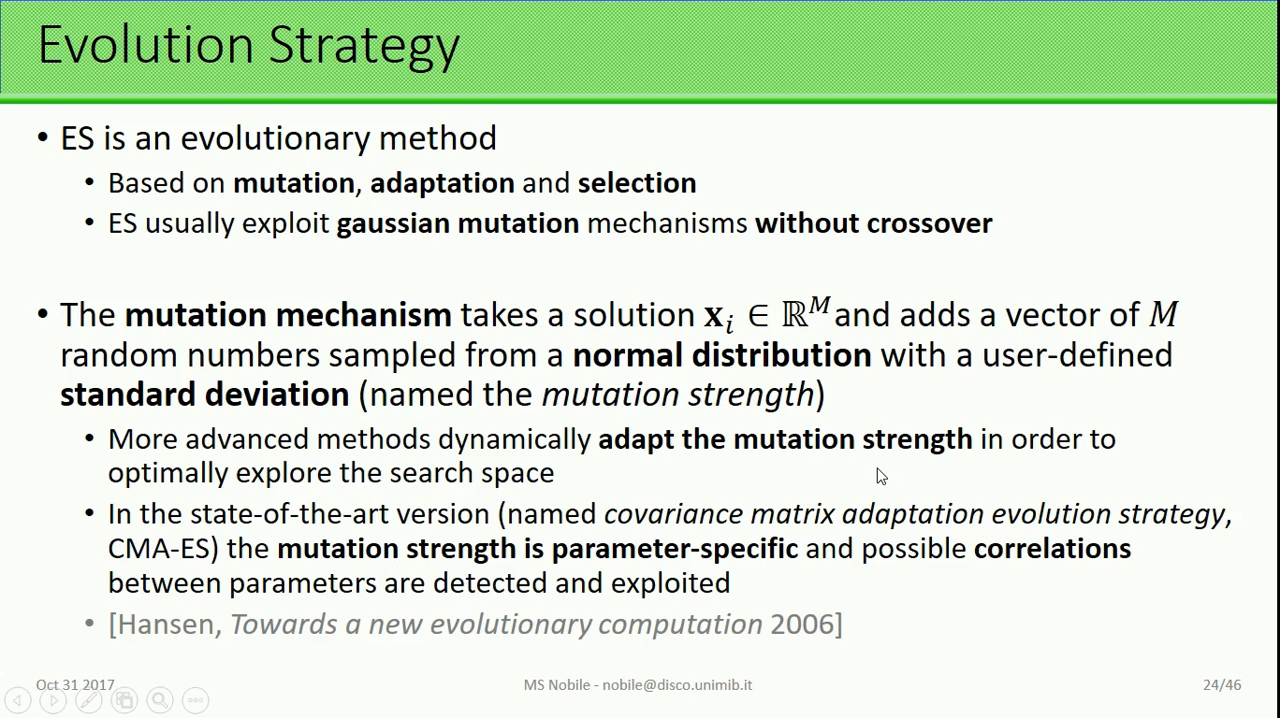 Evolution Strategy
• ES is an evolutionary method
• Based on mutation, adaptation and selection
• ES usually exploit gaussian mutation mechanisms without crossover
• The mutation mechanism takes a solution 𝐱ᵢ ∈ ℝᴹ and adds a vector of M
random numbers sampled from a normal distribution with a user-defined
standard deviation (named the mutation strength)
• More advanced methods dynamically adapt the mutation strength in order to
optimally explore the search space
• In the state-of-the-art version (named covariance matrix adaptation evolution strategy,
CMA-ES) the mutation strength is parameter-specific and possible correlations
between parameters are detected and exploited
• [Hansen, Towards a new evolutionary computation 2006]
Oct 31 2017 MS Nobile - nobile@disco.unimib.it 24/46